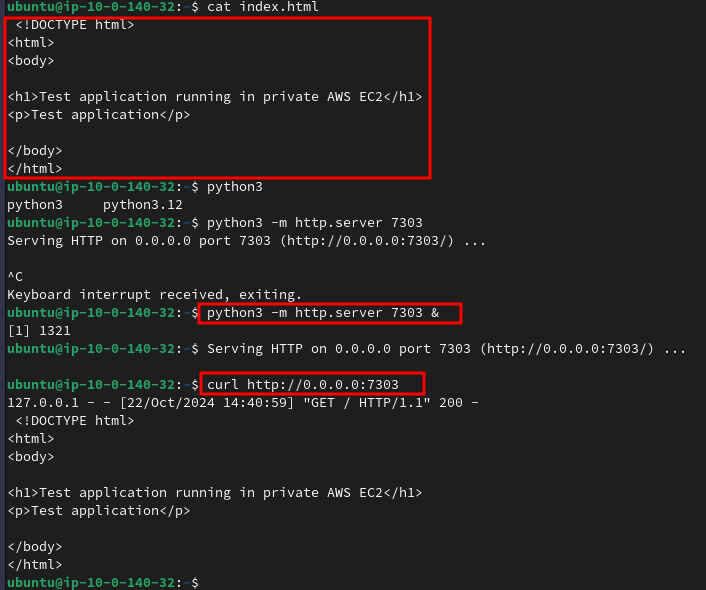 ubuntu@ip-10-0-140-32:~$ cat index.html
<!DOCTYPE html>
<html>
<body>
<h1>Test application running in private AWS EC2</h1>
<p>Test application</p>
</body>
</html>
ubuntu@ip-10-0-140-32:~$ python3
python3     python3.12
ubuntu@ip-10-0-140-32:~$ python3 -m http.server 7303
Serving HTTP on 0.0.0.0 port 7303 (http://0.0.0.0:7303/) ...
^C
Keyboard interrupt received, exiting.
ubuntu@ip-10-0-140-32:~$ python3 -m http.server 7303 &
[1] 1321
ubuntu@ip-10-0-140-32:~$ Serving HTTP on 0.0.0.0 port 7303 (http://0.0.0.0:7303/) ...
ubuntu@ip-10-0-140-32:~$ curl http://0.0.0.0:7303
127.0.0.1 - - [22/Oct/2024 14:40:59] "GET / HTTP/1.1" 200 -
<!DOCTYPE html>
<html>
<body>
<h1>Test application running in private AWS EC2</h1>
<p>Test application</p>
</body>
</html>
ubuntu@ip-10-0-140-32:~$